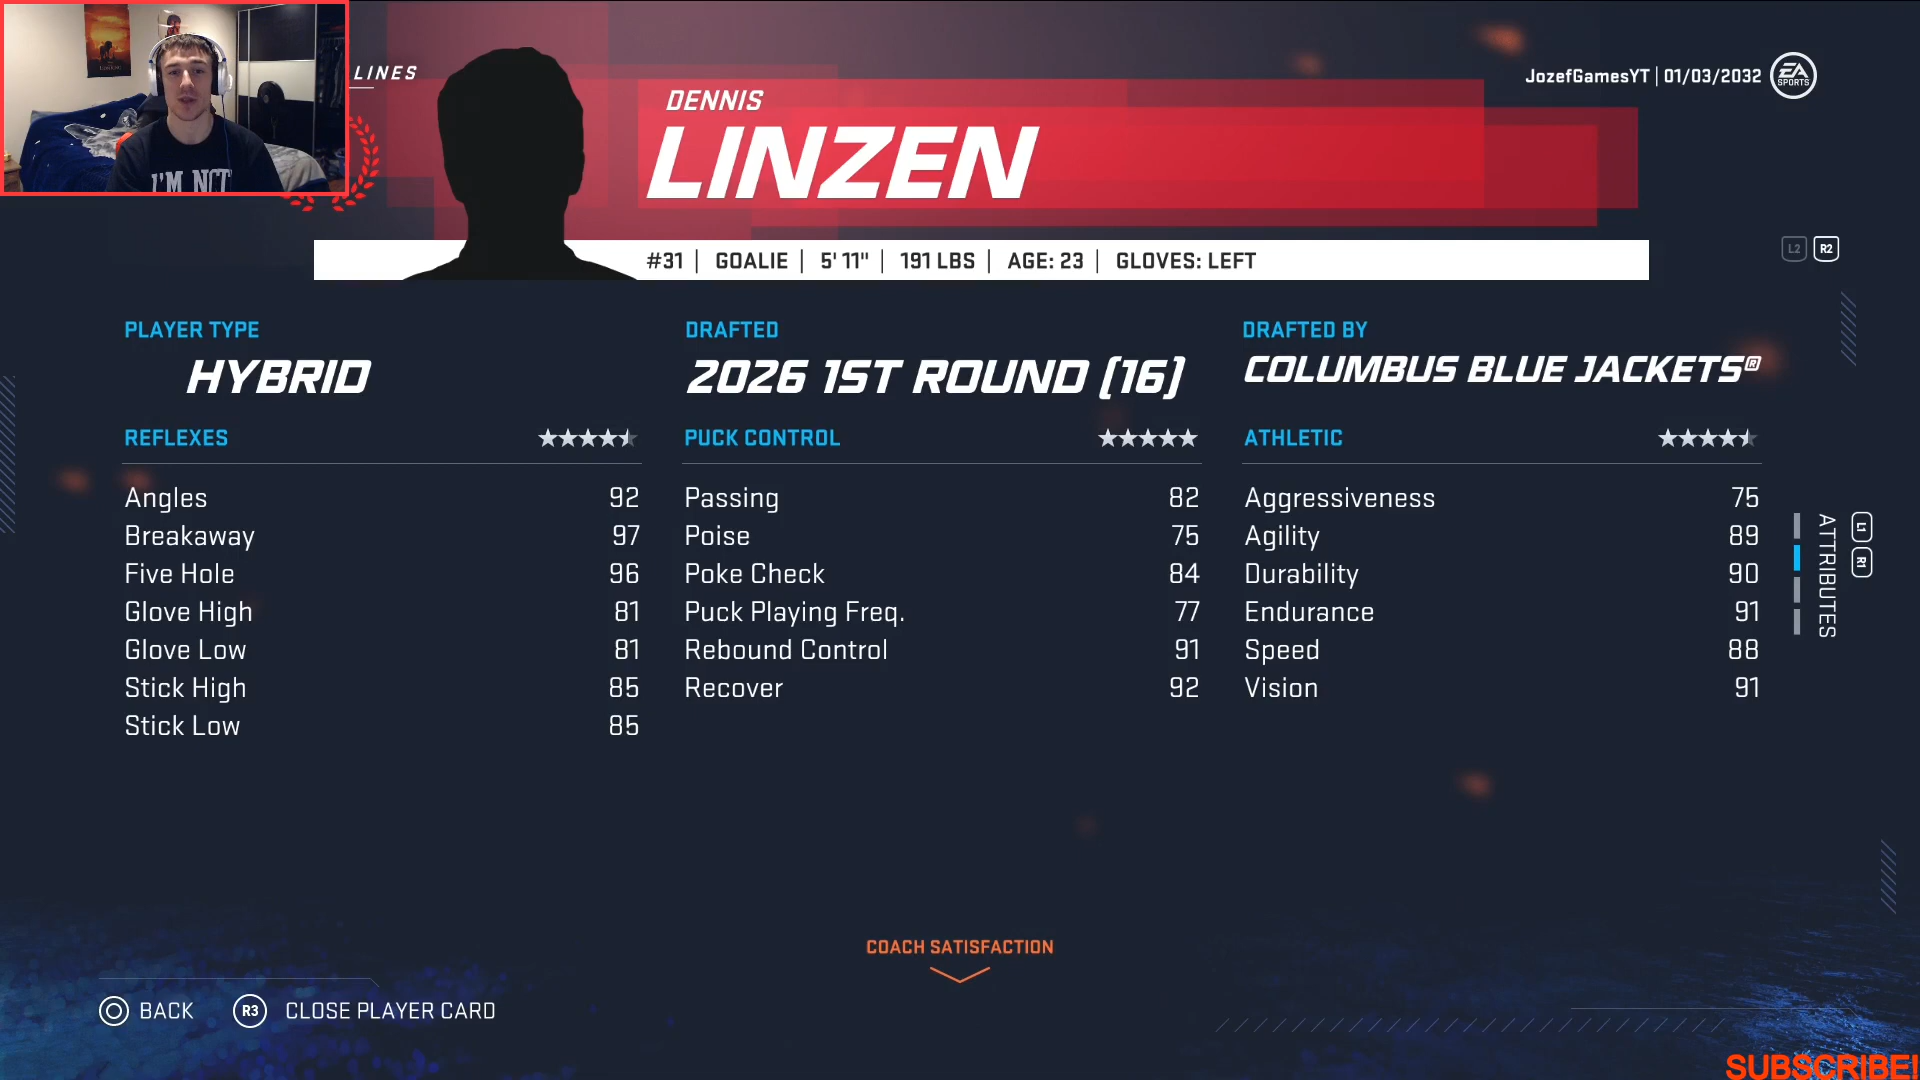 LINES
JozefGamesYT | 01/03/2032
EA
SPORTS
DENNIS
LINZEN
I'M NOT
#31 | GOALIE | 5' 11" | 191 LBS | AGE: 23 | GLOVES: LEFT
L2 R2
PLAYER TYPE
HYBRID
DRAFTED
2026 1ST ROUND (16)
DRAFTED BY
COLUMBUS BLUE JACKETS®
REFLEXES
Angles 92
Breakaway 97
Five Hole 96
Glove High 81
Glove Low 81
Stick High 85
Stick Low 85
PUCK CONTROL
Passing 82
Poise 75
Poke Check 84
Puck Playing Freq. 77
Rebound Control 91
Recover 92
ATHLETIC
Aggressiveness 75
Agility 89
Durability 90
Endurance 91
Speed 88
Vision 91
ATTRIBUTES
L1
R1
COACH SATISFACTION
BACK
R3 CLOSE PLAYER CARD
SUBSCRIBE!